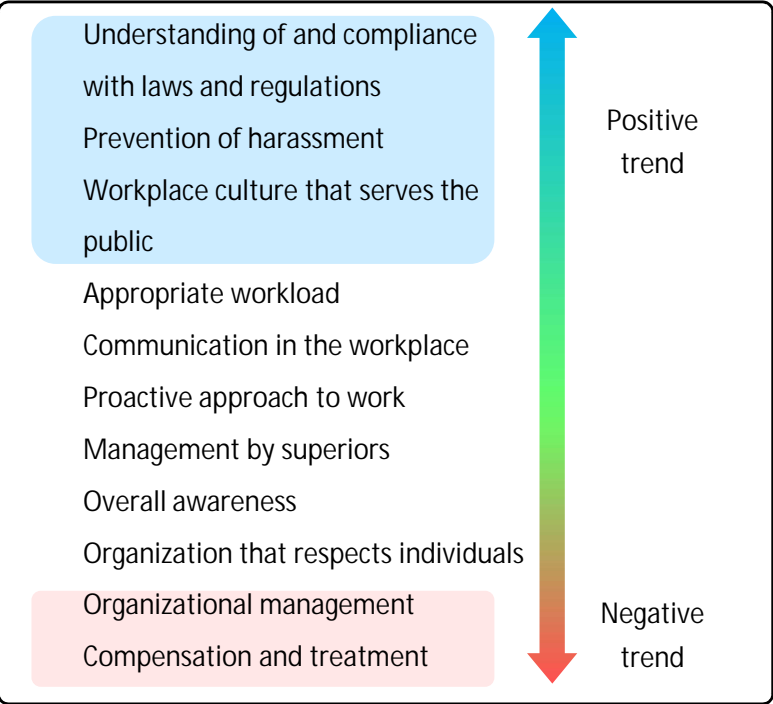 Understanding of and compliance
with laws and regulations
Prevention of harassment
Workplace culture that serves the
public
Appropriate workload
Communication in the workplace
Proactive approach to work
Management by superiors
Overall awareness
Organization that respects individuals
Organizational management
Compensation and treatment
Positive
trend
Negative
trend